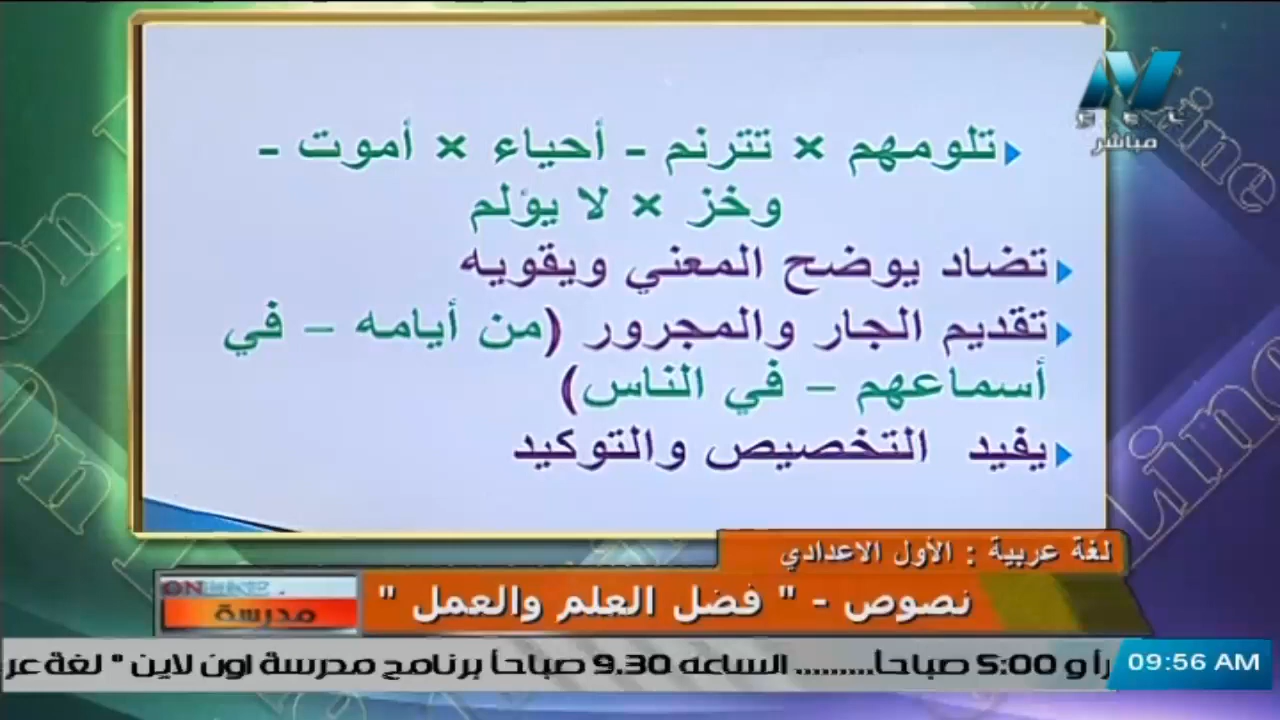 تلومهم × تترنم - أحياء × أموت -
وخز × لا يؤلم
تضاد يوضح المعني ويقويه
تقديم الجار والمجرور (من أيامه – في
أسماعهم – في الناس)
يفيد التخصيص والتوكيد
مباشر
لغة عربية : الأول الاعدادي
نصوص - " فضل العلم والعمل "
ONLINE
مدرسة
و 5:00 صباحاً......... الساعه 9.30 صباحاً برنامج مدرسة اون لاين " لغة عر
09:56 AM